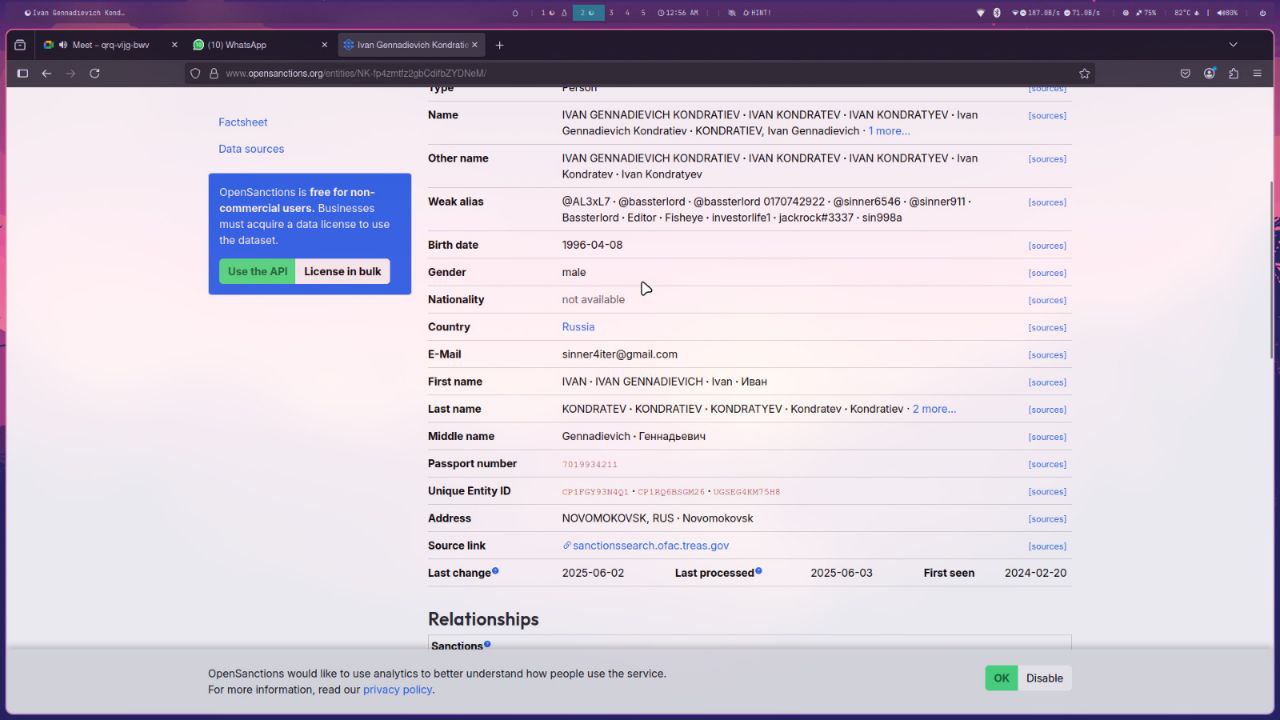 Ivan Gennadievich Kond…
1
2
3
4
5
12:56 AM
HINT!
187.0B/s
71.0B/s
75%
82°C
80%
Meet – qrq-vijg-bwv
(10) WhatsApp
Ivan Gennadievich Kondratie
www.opensanctions.org/entities/NK-fp4zmtfz2gbCdifbZYDNeM/
Factsheet
Data sources
OpenSanctions is free for non-
commercial users. Businesses
must acquire a data license to use
the dataset.
Use the API License in bulk
Type Person [sources]
Name IVAN GENNADIEVICH KONDRATIEV · IVAN KONDRATEV · IVAN KONDRATYEV · Ivan [sources]
Gennadievich Kondratiev · KONDRATIEV, Ivan Gennadievich · 1 more...
Other name IVAN GENNADIEVICH KONDRATIEV · IVAN KONDRATEV · IVAN KONDRATYEV · Ivan [sources]
Kondratev · Ivan Kondratyev
Weak alias @AL3xL7 · @bassterlord · @bassterlord 0170742922 · @sinner6546 · @sinner911 · [sources]
Bassterlord · Editor · Fisheye · investorlife1 · jackrock#3337 · sin998a
Birth date 1996-04-08 [sources]
Gender male [sources]
Nationality not available [sources]
Country Russia [sources]
E-Mail sinner4iter@gmail.com [sources]
First name IVAN · IVAN GENNADIEVICH · Ivan · Иван [sources]
Last name KONDRATEV · KONDRATIEV · KONDRATYEV · Kondratev · Kondratiev · 2 more... [sources]
Middle name Gennadievich · Геннадьевич [sources]
Passport number 7019934211 [sources]
Unique Entity ID CP1FGY93N4Q1 · CP1RQ6BSGM26 · UGSEG4KM75H8 [sources]
Address NOVOMOKOVSK, RUS · Novomokovsk [sources]
Source link sanctionssearch.ofac.treas.gov [sources]
Last change 2025-06-02 Last processed 2025-06-03 First seen 2024-02-20
Relationships
Sanctions
OpenSanctions would like to use analytics to better understand how people use the service.
For more information, read our privacy policy.
OK Disable